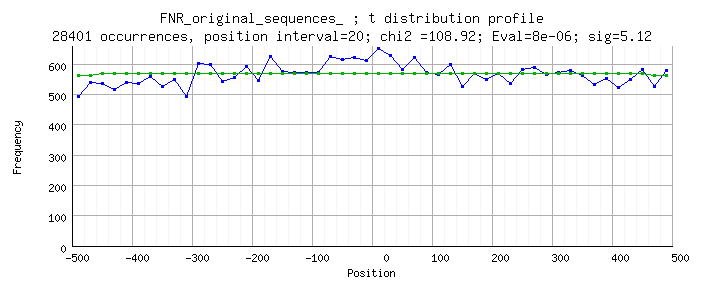 FNR_original_sequences_ ; t distribution profile
28401 occurrences, position interval=20; chi2 =108.92; Eval=8e-06; sig=5.12
600
500
400
300
200
100
0
Frequency
-500 -400 -300 -200 -100 0 100 200 300 400 500
Position